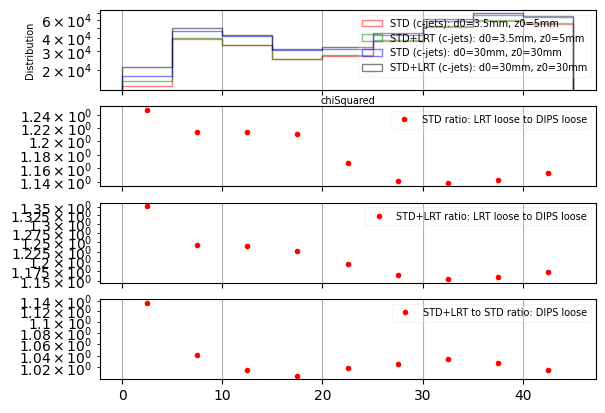 Distribution
6 × 10⁴
4 × 10⁴
3 × 10⁴
2 × 10⁴
STD (c-jets): d0=3.5mm, z0=5mm
STD+LRT (c-jets): d0=3.5mm, z0=5mm
STD (c-jets): d0=30mm, z0=30mm
STD+LRT (c-jets): d0=30mm, z0=30mm
chiSquared
1.24 × 10⁰
1.22 × 10⁰
1.2 × 10⁰
1.18 × 10⁰
1.16 × 10⁰
1.14 × 10⁰
STD ratio: LRT loose to DIPS loose
1.35 × 10⁰
1.325 × 10⁰
1.3 × 10⁰
1.275 × 10⁰
1.25 × 10⁰
1.225 × 10⁰
1.2 × 10⁰
1.175 × 10⁰
1.15 × 10⁰
STD+LRT ratio: LRT loose to DIPS loose
1.14 × 10⁰
1.12 × 10⁰
1.1 × 10⁰
1.08 × 10⁰
1.06 × 10⁰
1.04 × 10⁰
1.02 × 10⁰
STD+LRT to STD ratio: DIPS loose
0 10 20 30 40